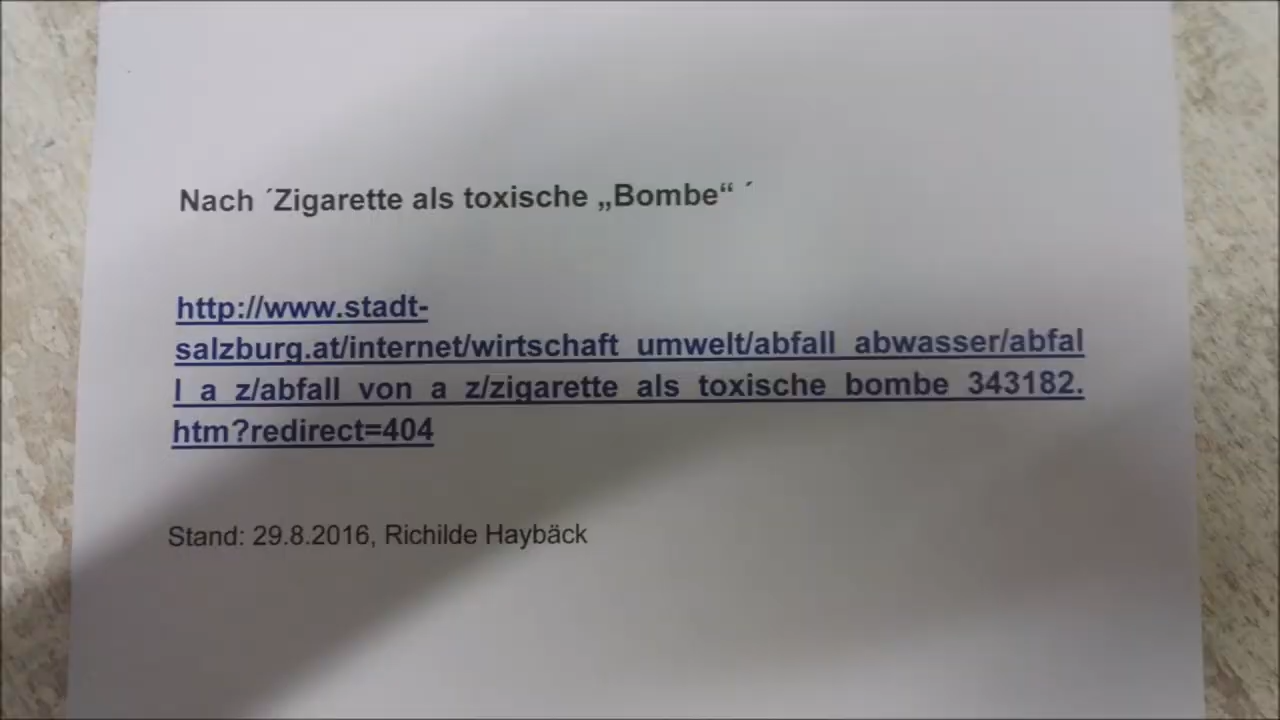 Nach ´Zigarette als toxische „Bombe“ ´
http://www.stadt-
salzburg.at/internet/wirtschaft_umwelt/abfall_abwasser/abfal
l_a_z/abfall_von_a_z/zigarette_als_toxische_bombe_343182.
htm?redirect=404
Stand: 29.8.2016, Richilde Haybäck